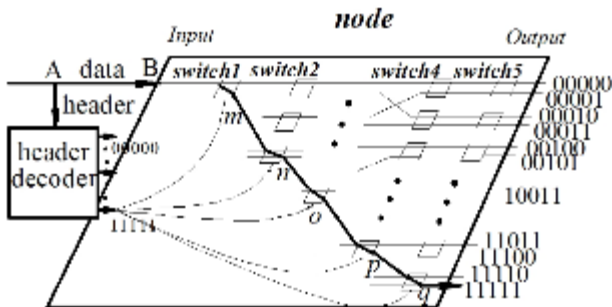 node
Input
Output
A data B
switch1 switch2 switch4 switch5
header
m
header
decoder
00000
11111
n
o
p
q
00000
00001
00010
00011
00100
00101
10011
11011
11100
11110
11111